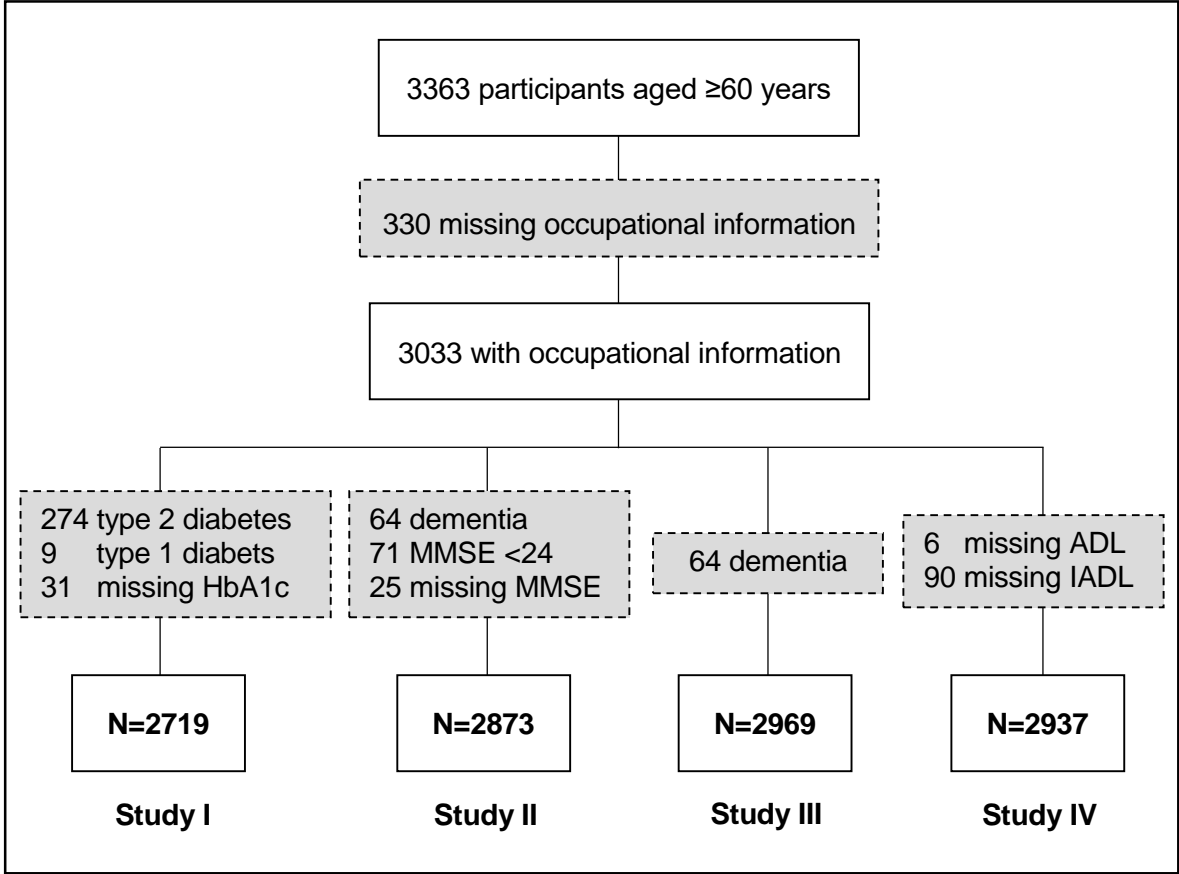 3363 participants aged ≥60 years
330 missing occupational information
3033 with occupational information
274 type 2 diabetes
9 type 1 diabets
31 missing HbA1c
64 dementia
71 MMSE <24
25 missing MMSE
64 dementia
6 missing ADL
90 missing IADL
N=2719
N=2873
N=2969
N=2937
Study I
Study II
Study III
Study IV